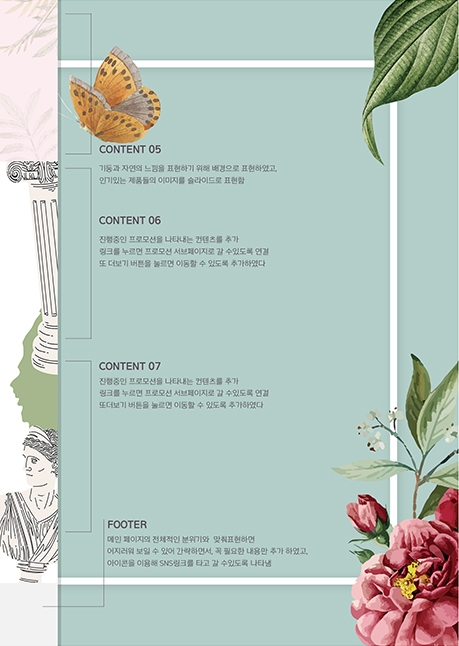 CONTENT 05
기둥과 자연의 느낌을 표현하기 위해 배경으로 표현하였고,
인기있는 제품들의 이미지를 슬라이드로 표현함
CONTENT 06
진행중인 프로모션을 나타내는 컨텐츠를 추가
링크를 누르면 프로모션 서브페이지로 갈 수있도록 연결
또 더보기 버튼을 눌르면 이동할 수 있도록 추가하였다
CONTENT 07
진행중인 프로모션을 나타내는 컨텐츠를 추가
링크를 누르면 프로모션 서브페이지로 갈 수있도록 연결
또더보기 버튼을 눌르면 이동할 수 있도록 추가하였다
FOOTER
메인 페이지의 전체적인 분위기와 맞춰표현하면
어지러워 보일 수 있어 간략하면서, 꼭 필요한 내용만 추가 하였고,
아이콘을 이용해 SNS링크를 타고 갈 수있도록 나타냄